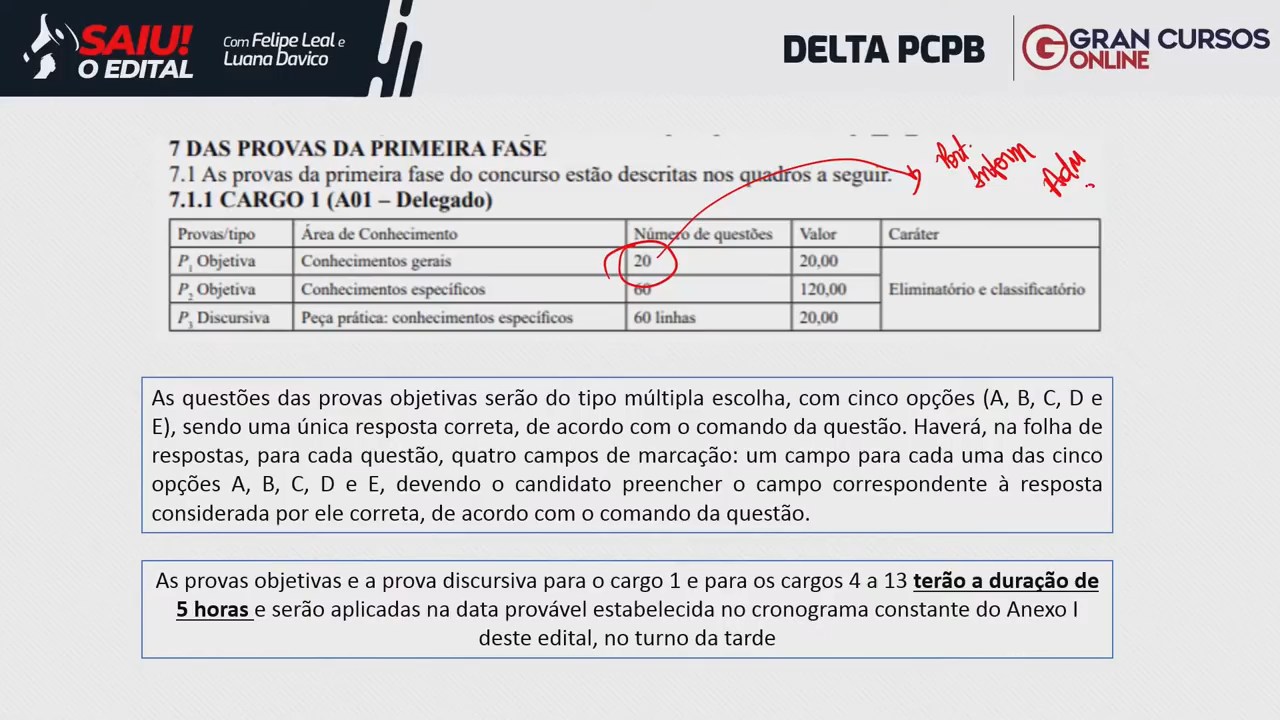 SAIU!
O EDITAL
Com Felipe Leal e
Luana Davico
DELTA PCPB
GRAN CURSOS
ONLINE
7 DAS PROVAS DA PRIMEIRA FASE
7.1 As provas da primeira fase do concurso estão descritas nos quadros a seguir.
7.1.1 CARGO 1 (A01 – Delegado)
Port.
Inform
Adm
Provas/tipo Área de Conhecimento Número de questões Valor Caráter
P1 Objetiva Conhecimentos gerais 20 20,00
P2 Objetiva Conhecimentos específicos 60 120,00 Eliminatório e classificatório
P3 Discursiva Peça prática: conhecimentos específicos 60 linhas 20,00
As questões das provas objetivas serão do tipo múltipla escolha, com cinco opções (A, B, C, D e
E), sendo uma única resposta correta, de acordo com o comando da questão. Haverá, na folha de
respostas, para cada questão, quatro campos de marcação: um campo para cada uma das cinco
opções A, B, C, D e E, devendo o candidato preencher o campo correspondente à resposta
considerada por ele correta, de acordo com o comando da questão.
As provas objetivas e a prova discursiva para o cargo 1 e para os cargos 4 a 13 terão a duração de
5 horas e serão aplicadas na data provável estabelecida no cronograma constante do Anexo I
deste edital, no turno da tarde